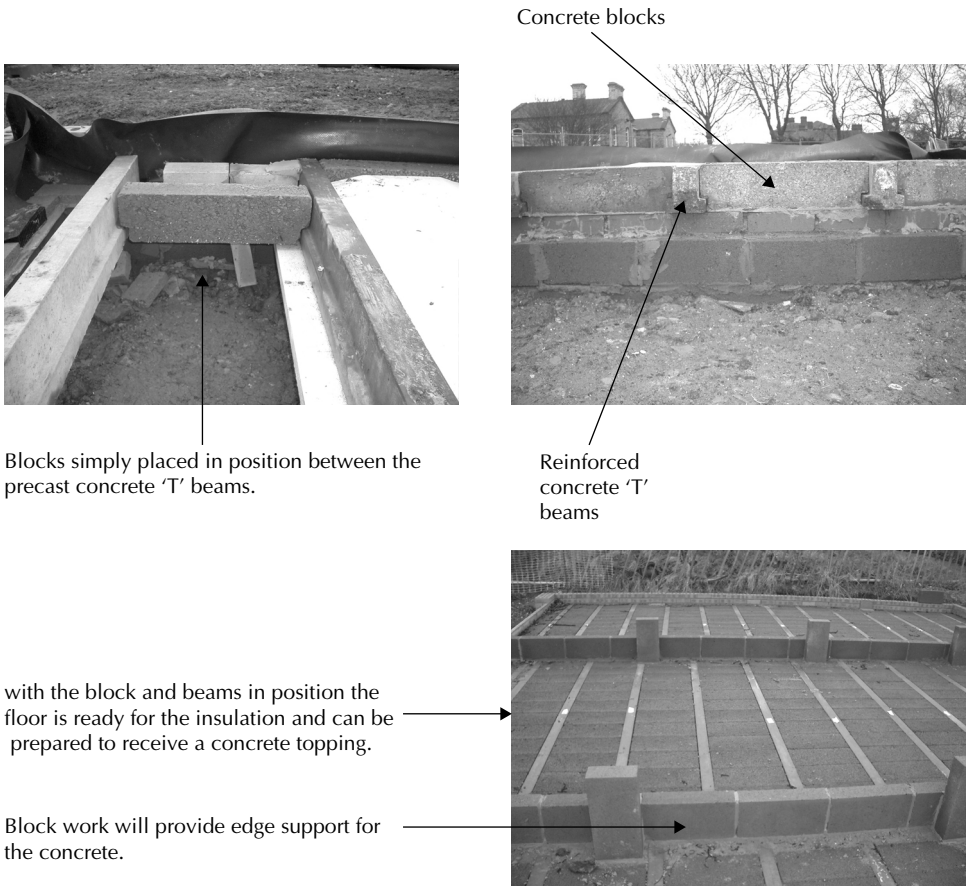 Concrete blocks
Blocks simply placed in position between the
precast concrete ‘T’ beams.
Reinforced
concrete ‘T’
beams
with the block and beams in position the
floor is ready for the insulation and can be
prepared to receive a concrete topping.
Block work will provide edge support for
the concrete.